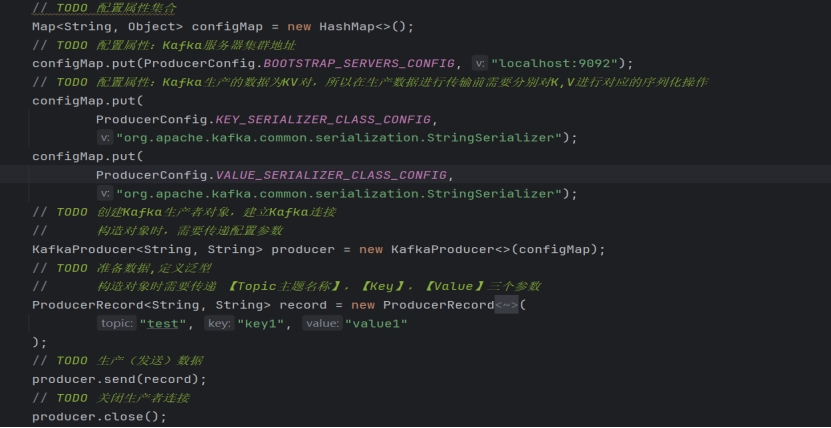 // TODO 配置属性集合
Map<String, Object> configMap = new HashMap<>();
// TODO 配置属性：Kafka服务器集群地址
configMap.put(ProducerConfig.BOOTSTRAP_SERVERS_CONFIG, v: "localhost:9092");
// TODO 配置属性：Kafka生产的数据为KV对，所以在生产数据进行传输前需要分别对K,V进行对应的序列化操作
configMap.put(
ProducerConfig.KEY_SERIALIZER_CLASS_CONFIG,
v: "org.apache.kafka.common.serialization.StringSerializer");
configMap.put(
ProducerConfig.VALUE_SERIALIZER_CLASS_CONFIG,
v: "org.apache.kafka.common.serialization.StringSerializer");
// TODO 创建Kafka生产者对象，建立Kafka连接
// 构造对象时，需要传递配置参数
KafkaProducer<String, String> producer = new KafkaProducer<>(configMap);
// TODO 准备数据,定义泛型
// 构造对象时需要传递 【Topic主题名称】，【Key】，【Value】三个参数
ProducerRecord<String, String> record = new ProducerRecord<~>(
topic: "test", key: "key1", value: "value1"
);
// TODO 生产（发送）数据
producer.send(record);
// TODO 关闭生产者连接
producer.close();